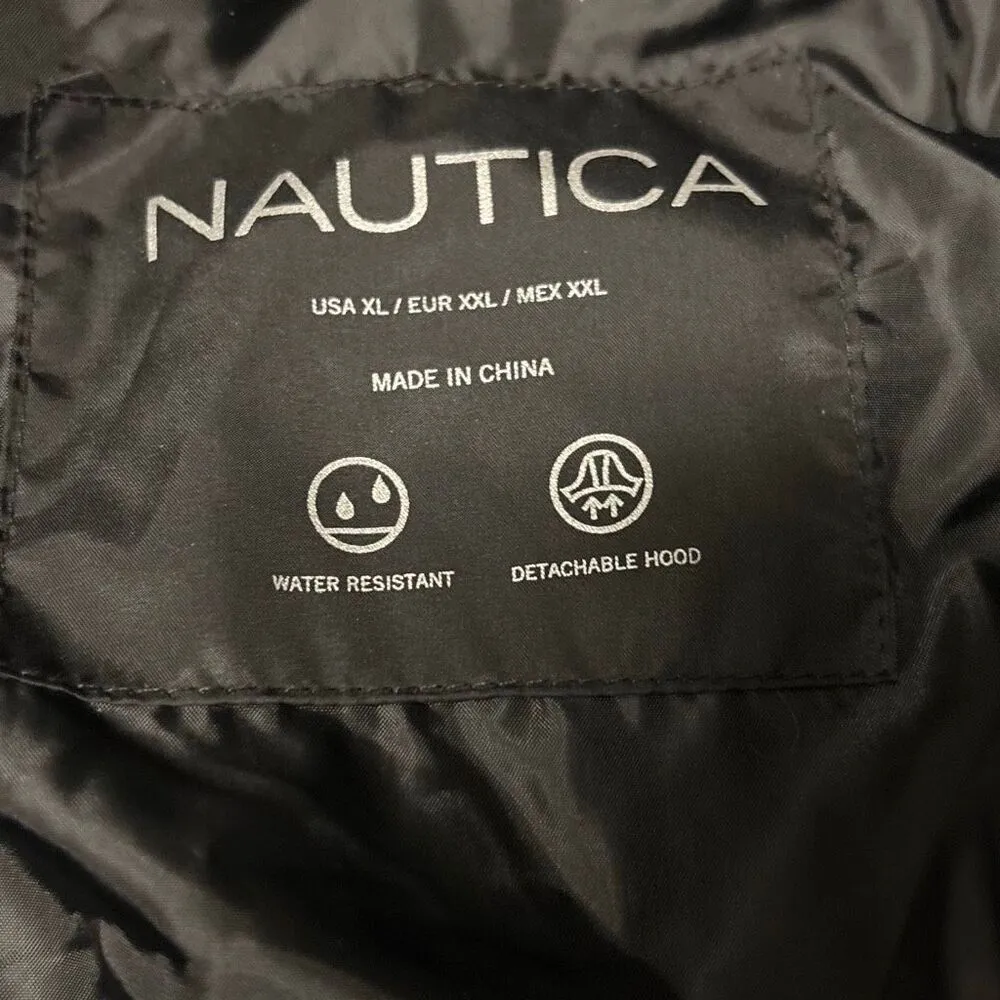 NAUTICA
USA XL / EUR XXL / MEX XXL
MADE IN CHINA
WATER RESISTANT
DETACHABLE HOOD